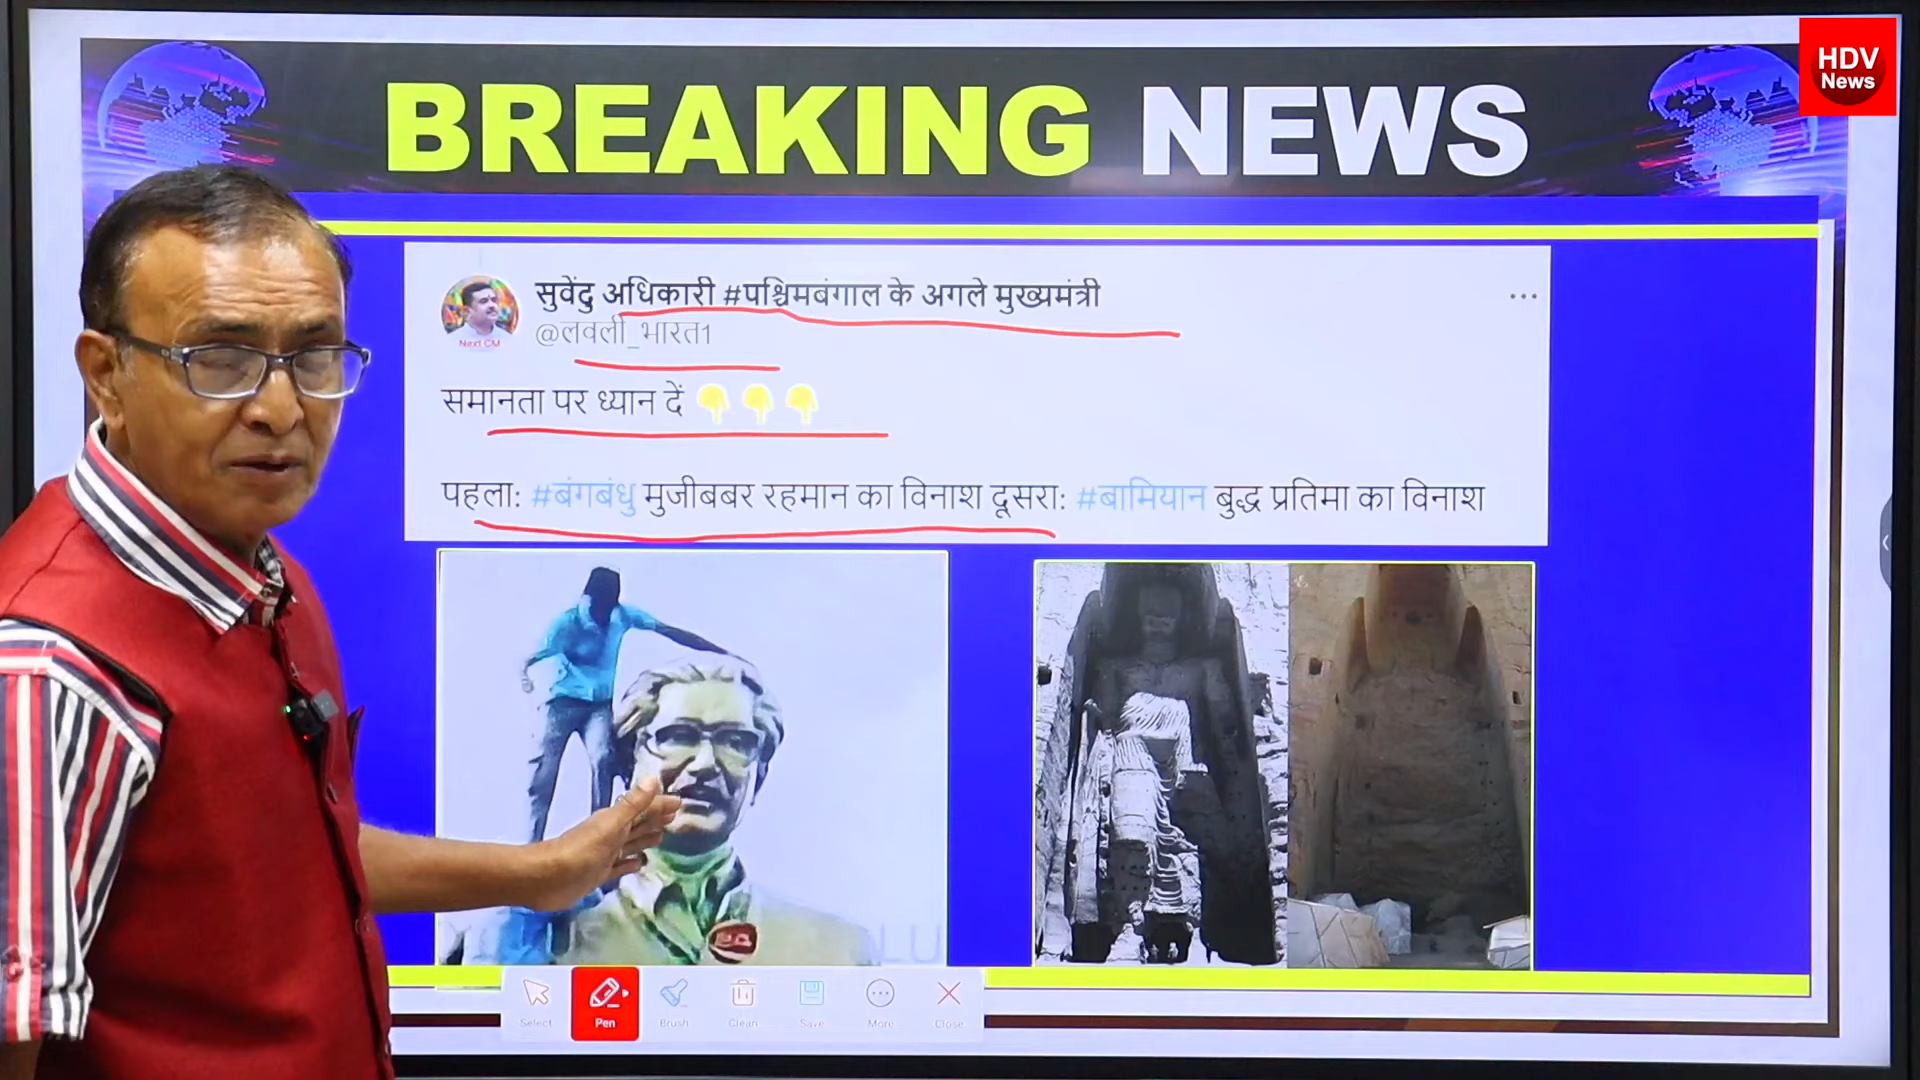 HDV
News
BREAKING NEWS
सुवेंदु अधिकारी #पश्चिमबंगाल के अगले मुख्यमंत्री
@लवली_भारत1
Next CM
समानता पर ध्यान दें 👇👇👇
पहला: #बंगबंधु मुजीबबर रहमान का विनाश दूसरा: #बामियान बुद्ध प्रतिमा का विनाश
Select Pen Brush Clean Save More Close